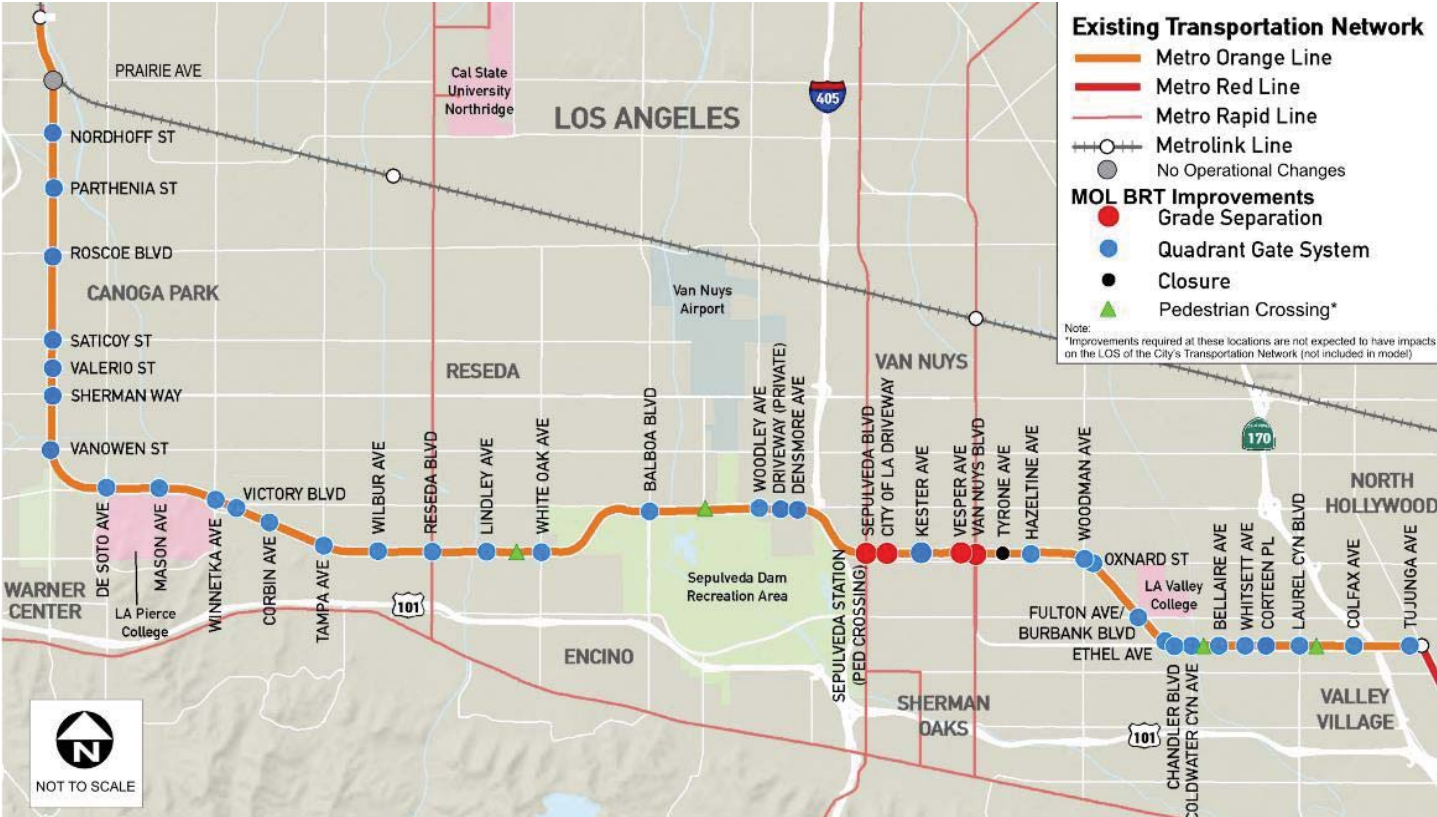 Existing Transportation Network
Metro Orange Line
Metro Red Line
Metro Rapid Line
Metrolink Line
No Operational Changes
MOL BRT Improvements
Grade Separation
Quadrant Gate System
Closure
Pedestrian Crossing*
Note:
*Improvements required at these locations are not expected to have impacts
on the LOS of the City's Transportation Network (not included in model)
PRAIRIE AVE
NORDHOFF ST
PARTHENIA ST
ROSCOE BLVD
CANOGA PARK
SATICOY ST
VALERIO ST
SHERMAN WAY
VANOWEN ST
Cal State
University
Northridge
LOS ANGELES
405
Van Nuys
Airport
RESEDA
VAN NUYS
170
NORTH
HOLLYWOOD
DE SOTO AVE
MASON AVE
WINNETKA AVE
VICTORY BLVD
CORBIN AVE
TAMPA AVE
WILBUR AVE
RESEDA BLVD
LINDLEY AVE
WHITE OAK AVE
BALBOA BLVD
WOODLEY AVE
DRIVEWAY (PRIVATE)
DENSMORE AVE
SEPULVEDA STATION
(PED CROSSING)
SEPULVEDA BLVD
CITY OF LA DRIVEWAY
KESTER AVE
VESPER AVE
VAN NUYS BLVD
TYRONE AVE
HAZELTINE AVE
WOODMAN AVE
OXNARD ST
LA Valley
College
FULTON AVE/
BURBANK BLVD
ETHEL AVE
CHANDLER BLVD
COLDWATER CYN AVE
BELLAIRE AVE
WHITSETT AVE
CORTEEN PL
LAUREL CYN BLVD
COLFAX AVE
TUJUNGA AVE
WARNER
CENTER
LA Pierce
College
101
Sepulveda Dam
Recreation Area
ENCINO
SHERMAN
OAKS
101
VALLEY
VILLAGE
N
NOT TO SCALE